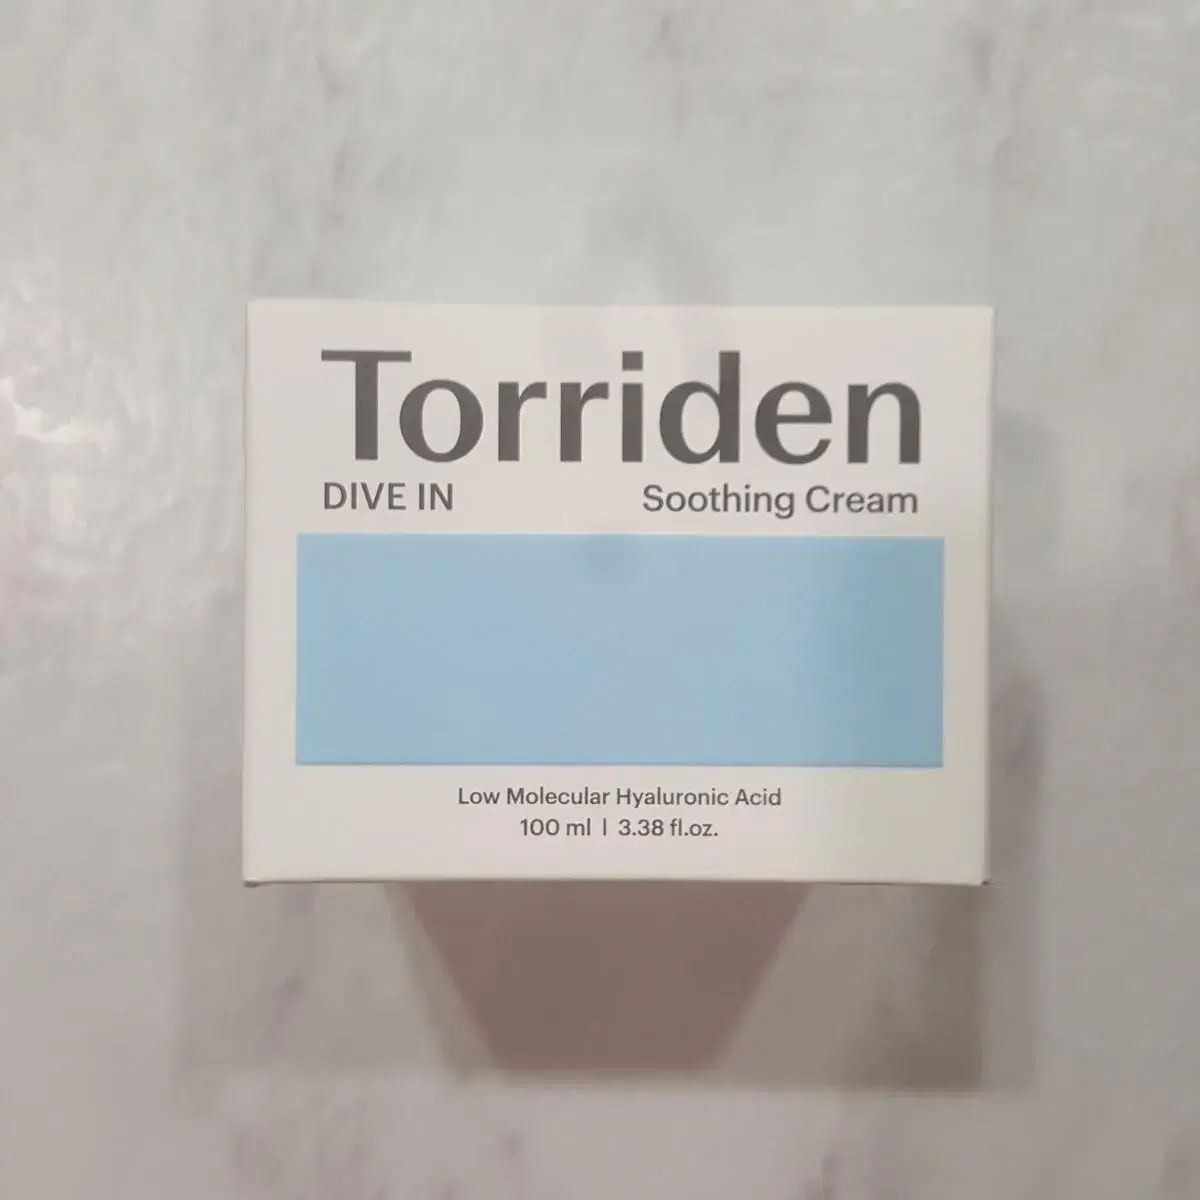 Torriden
DIVE IN Soothing Cream
Low Molecular Hyaluronic Acid
100 ml | 3.38 fl.oz.